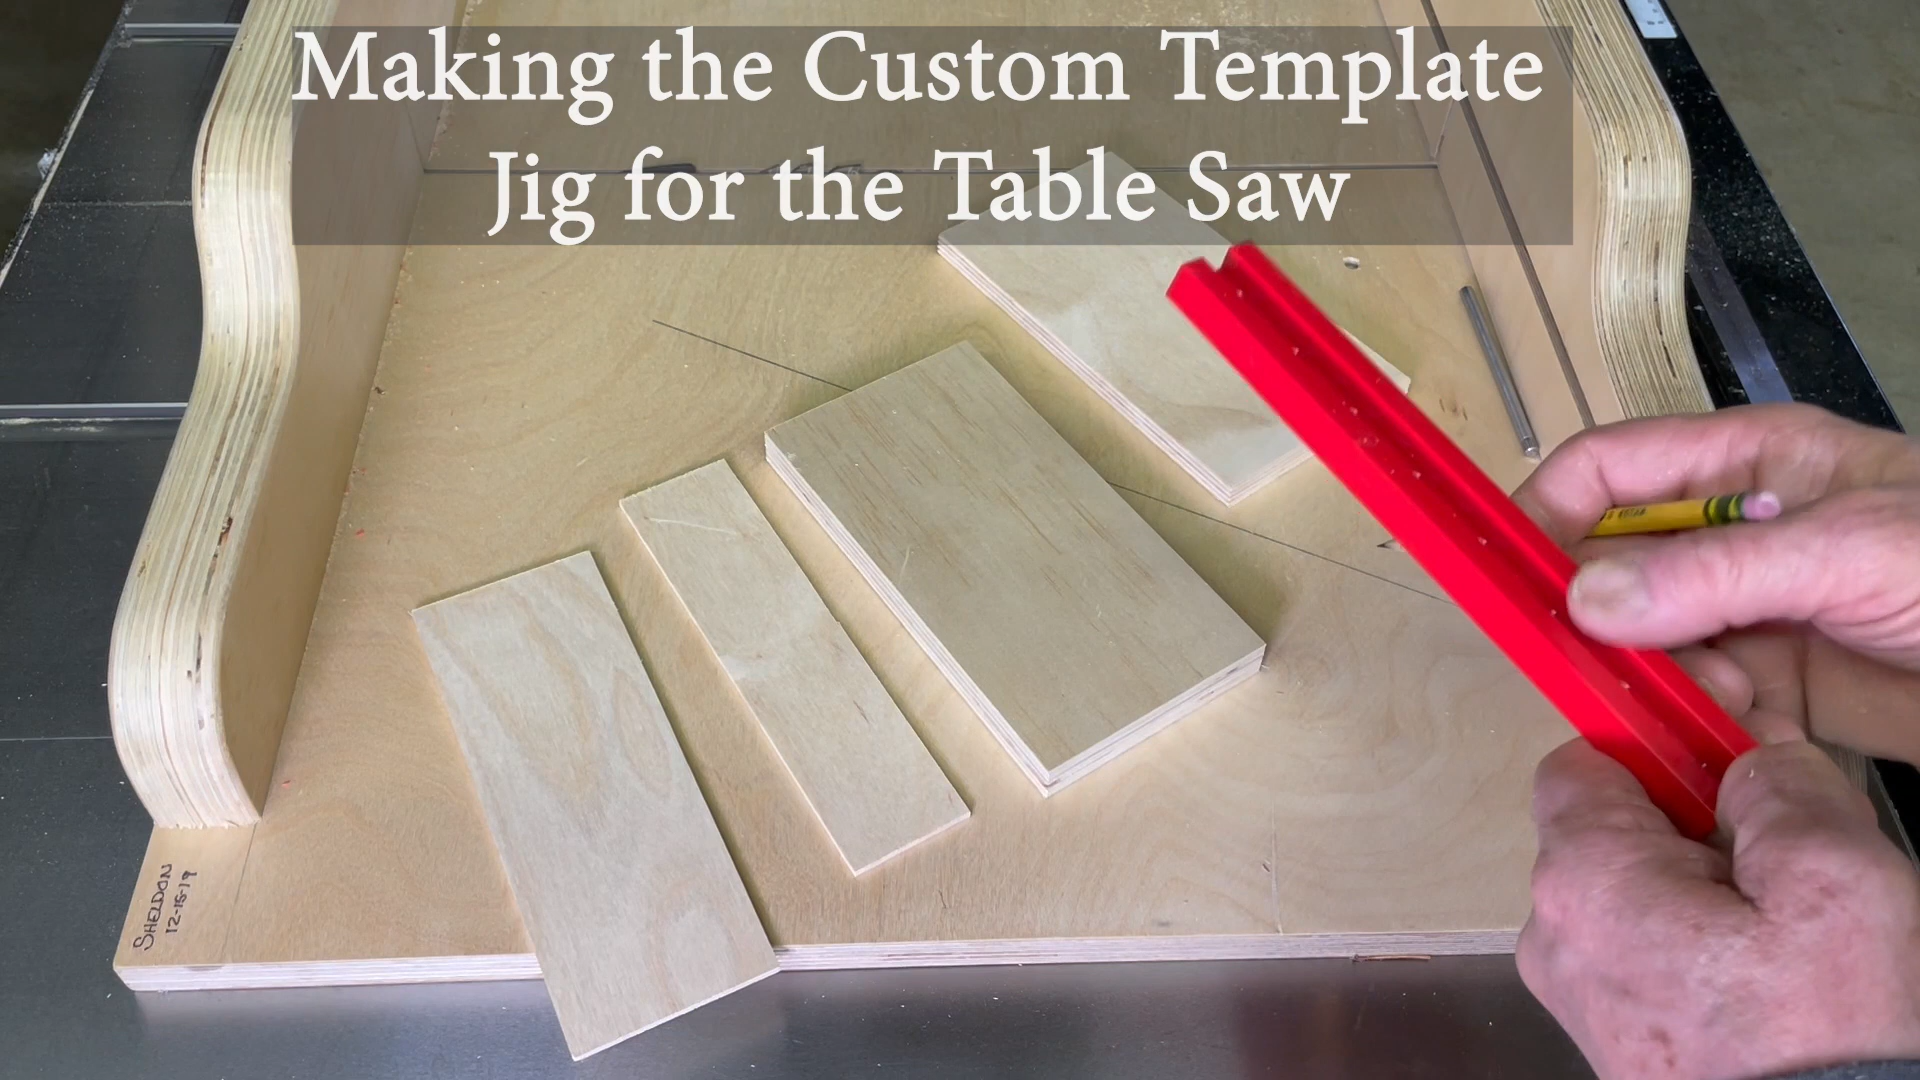 Making the Custom Template
Jig for the Table Saw
SHELDON
12-15-19